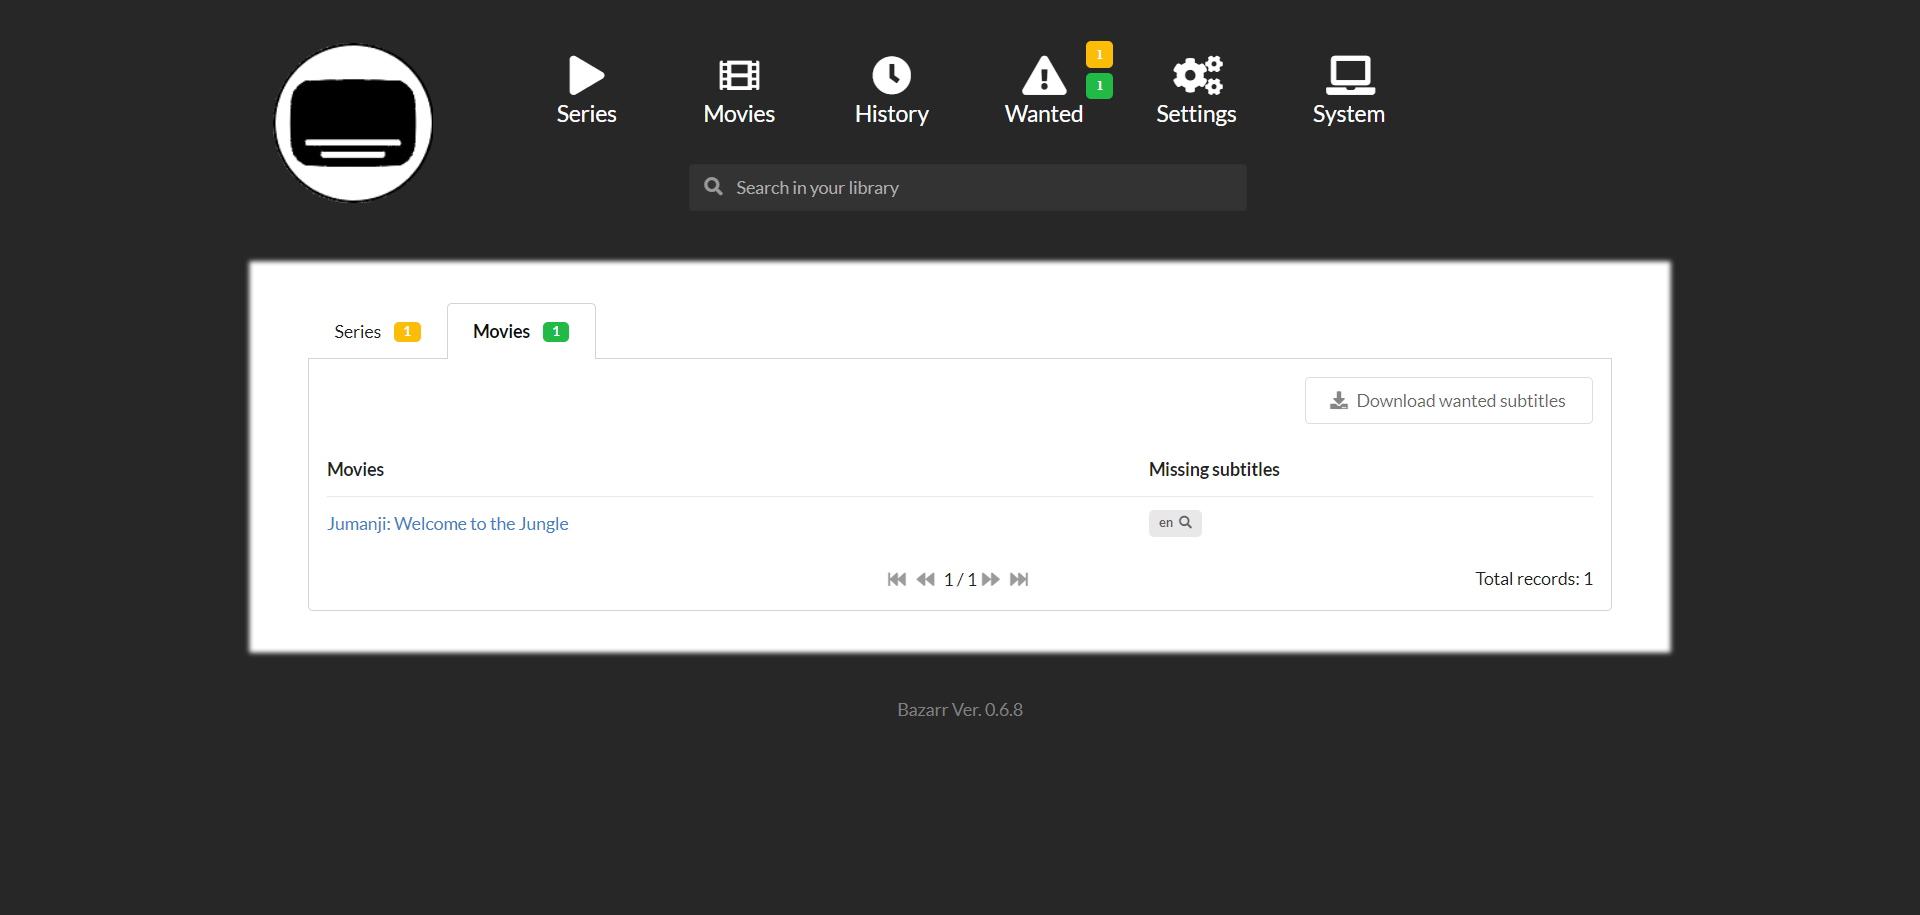 1
1
Series
Movies
History
Wanted
Settings
System
Search in your library
Series 1
Movies 1
Download wanted subtitles
Movies
Missing subtitles
Jumanji: Welcome to the Jungle
en
1 / 1
Total records: 1
Bazarr Ver. 0.6.8